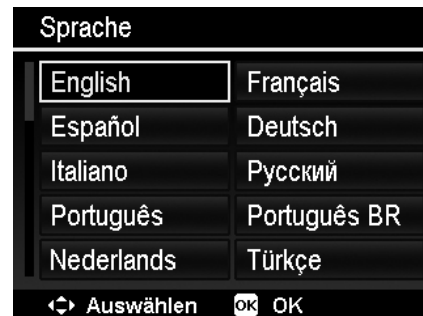 Sprache
English Français
Español Deutsch
Italiano Русский
Português Português BR
Nederlands Türkçe
Auswählen OK OK